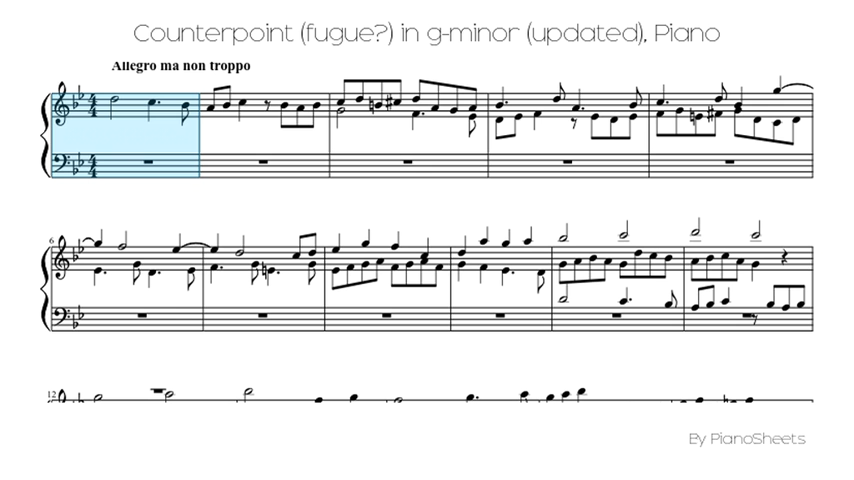 Counterpoint (fugue?) in g-minor (updated), Piano
Allegro ma non troppo
6
12
By PianoSheets